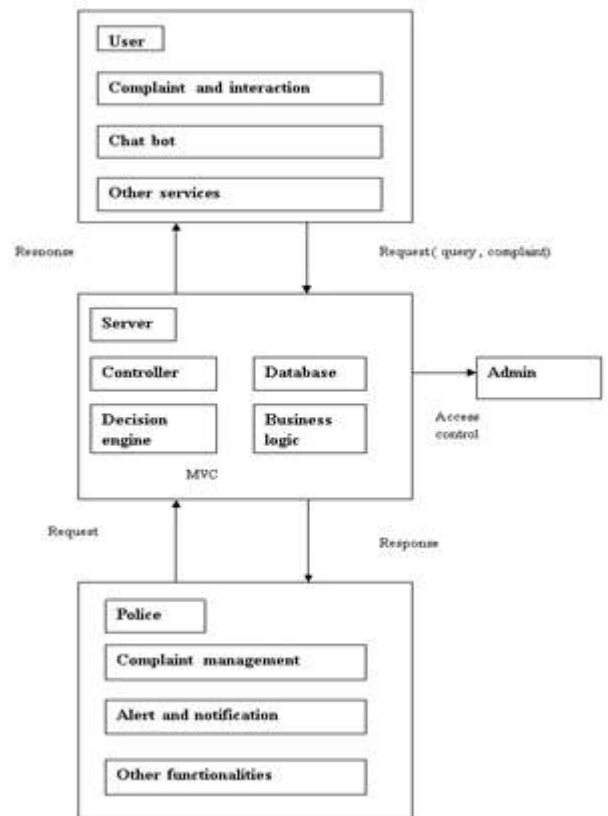 User
Complaint and interaction
Chat bot
Other services
Resnonse
Request( query , complaint)
Server
Controller
Database
Admin
Decision
engine
Business
logic
Access
control
MVC
Request
Response
Police
Complaint management
Alert and notification
Other functionalities